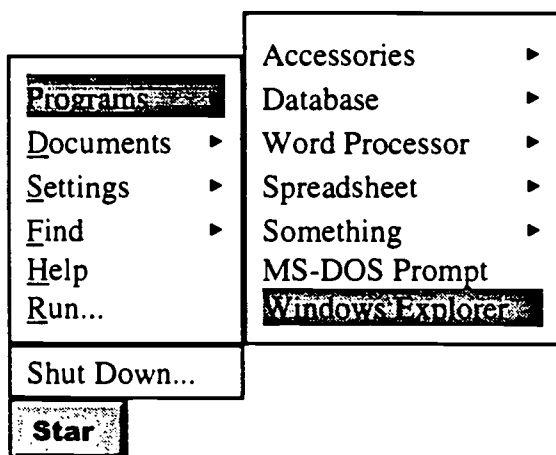 Programs
Documents
Settings
Find
Help
Run...
Shut Down...
Star
Accessories
Database
Word Processor
Spreadsheet
Something
MS-DOS Prompt
Windows Explorer